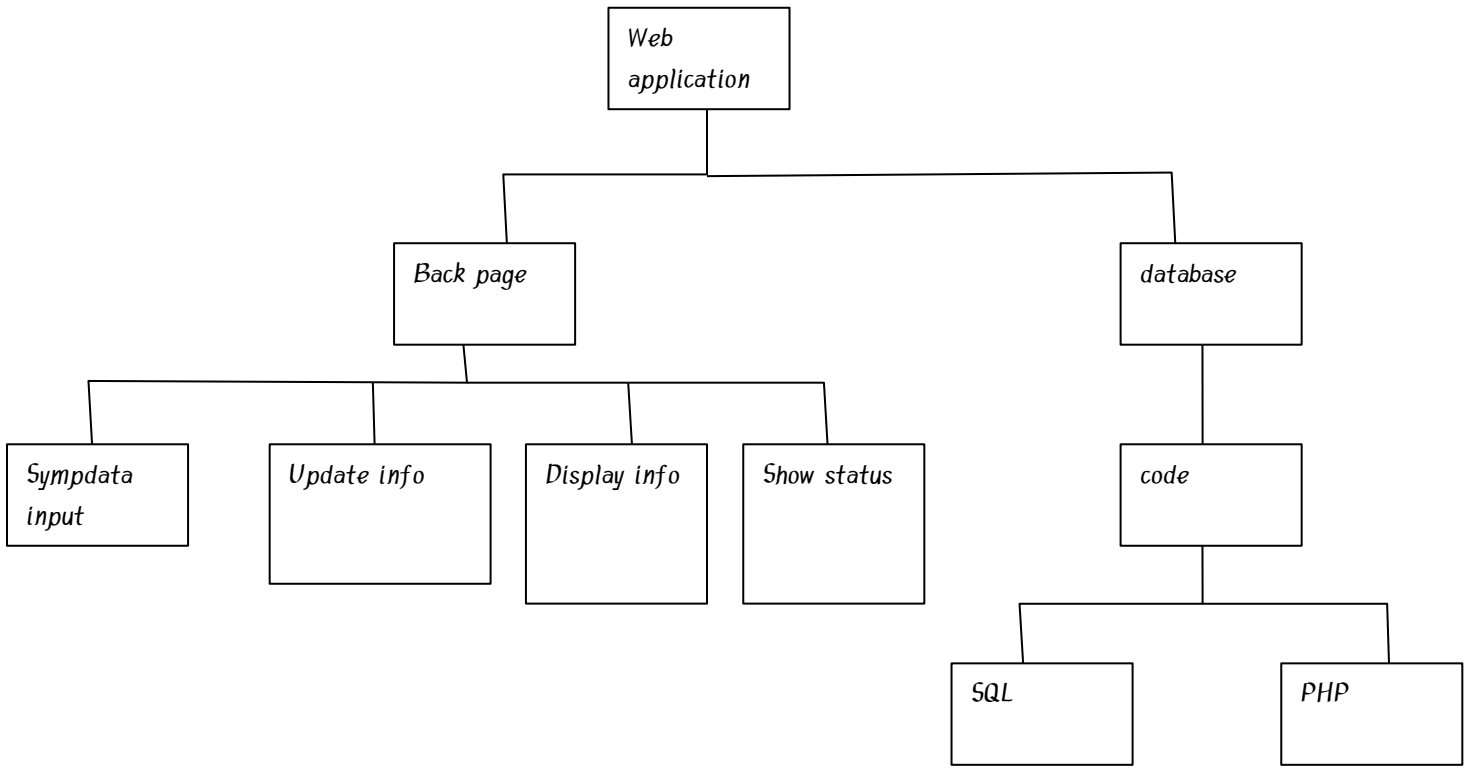 Web
application
Back page
database
Sympdata
input
Update info
Display info
Show status
code
SQL
PHP